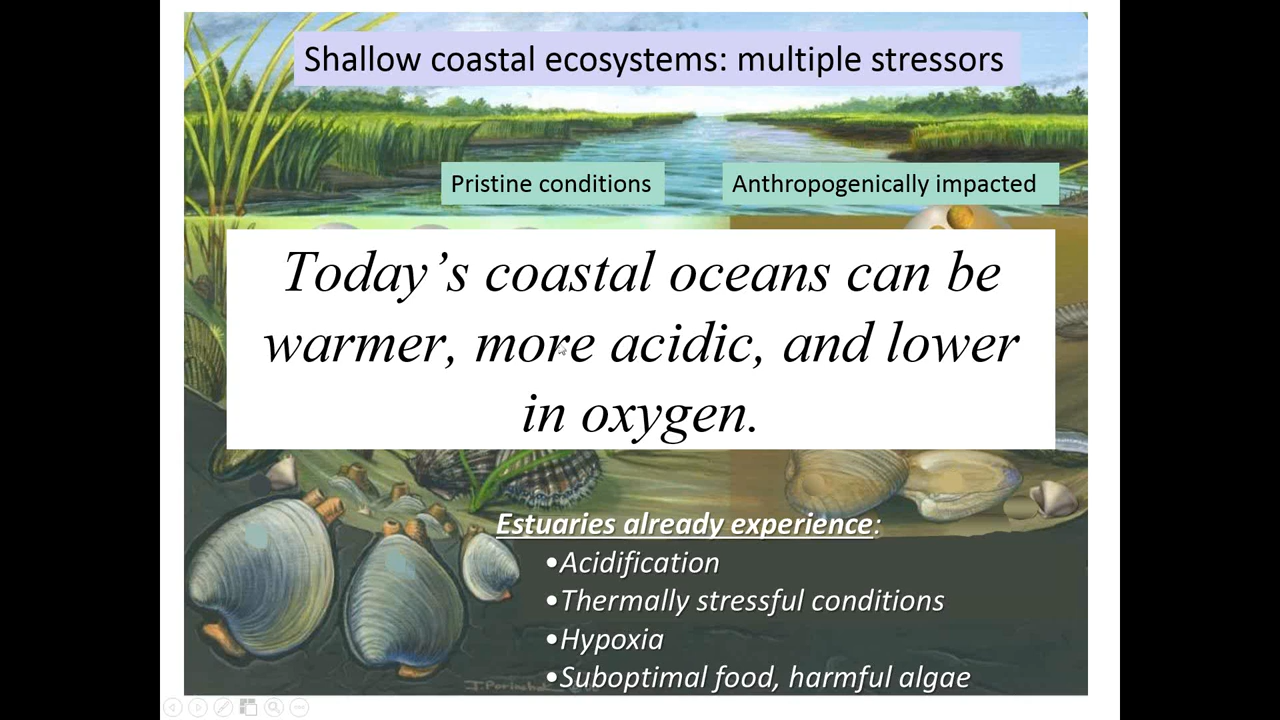 Shallow coastal ecosystems: multiple stressors
Pristine conditions
Anthropogenically impacted
Today’s coastal oceans can be
warmer, more acidic, and lower
in oxygen.
Estuaries already experience:
•Acidification
•Thermally stressful conditions
•Hypoxia
•Suboptimal food, harmful algae